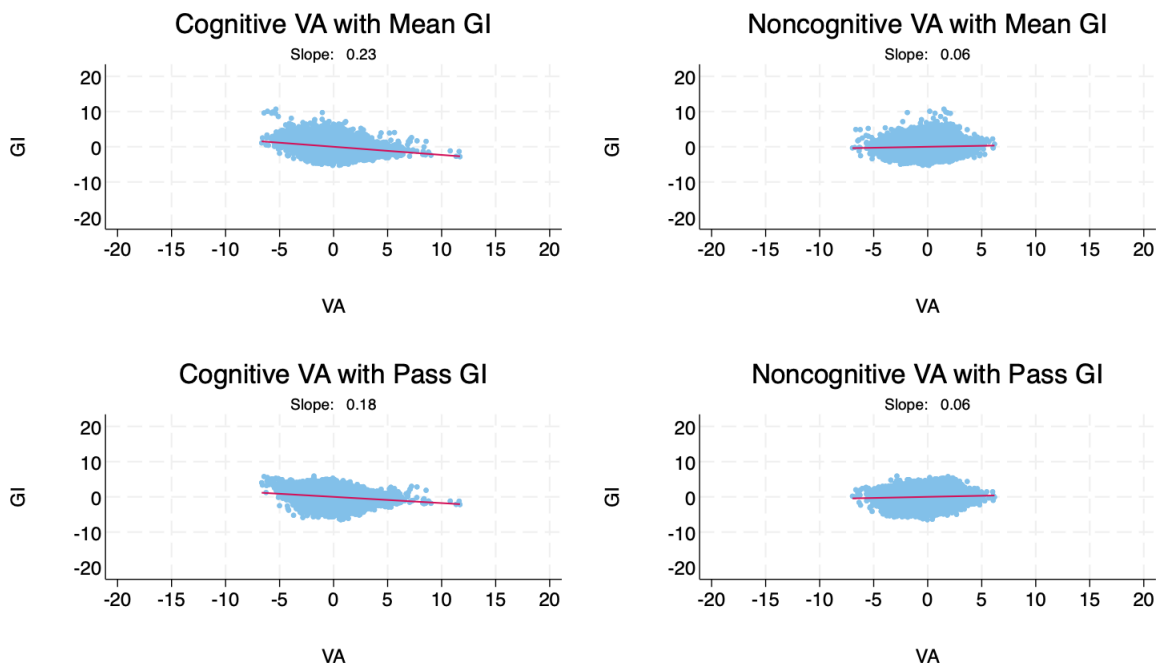 Cognitive VA with Mean GI
Slope: 0.23
20
10
0
-10
-20
GI
-20 -15 -10 -5 0 5 10 15 20
VA
Noncognitive VA with Mean GI
Slope: 0.06
20
10
0
-10
-20
GI
-20 -15 -10 -5 0 5 10 15 20
VA
Cognitive VA with Pass GI
Slope: 0.18
20
10
0
-10
-20
GI
-20 -15 -10 -5 0 5 10 15 20
VA
Noncognitive VA with Pass GI
Slope: 0.06
20
10
0
-10
-20
GI
-20 -15 -10 -5 0 5 10 15 20
VA